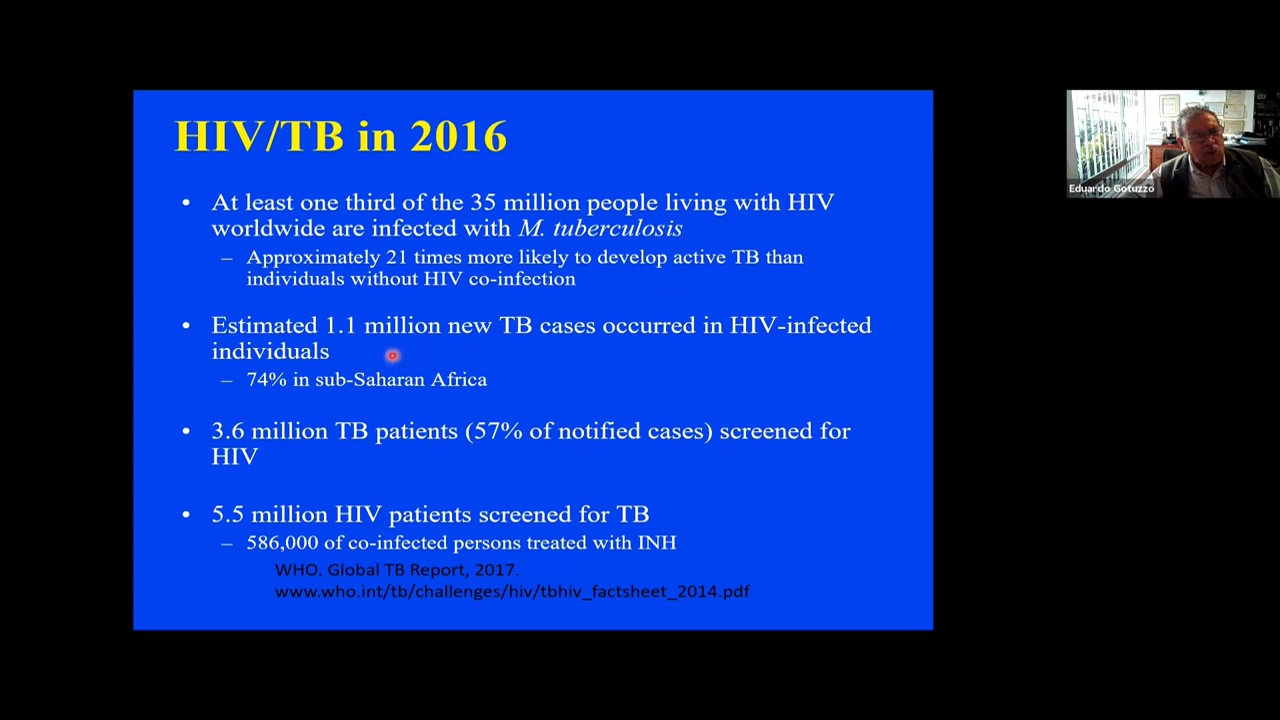 HIV/TB in 2016
• At least one third of the 35 million people living with HIV
worldwide are infected with M. tuberculosis
– Approximately 21 times more likely to develop active TB than
individuals without HIV co-infection
• Estimated 1.1 million new TB cases occurred in HIV-infected
individuals
– 74% in sub-Saharan Africa
• 3.6 million TB patients (57% of notified cases) screened for
HIV
• 5.5 million HIV patients screened for TB
– 586,000 of co-infected persons treated with INH
WHO. Global TB Report, 2017.
www.who.int/tb/challenges/hiv/tbhiv_factsheet_2014.pdf
Eduardo Gotuzzo